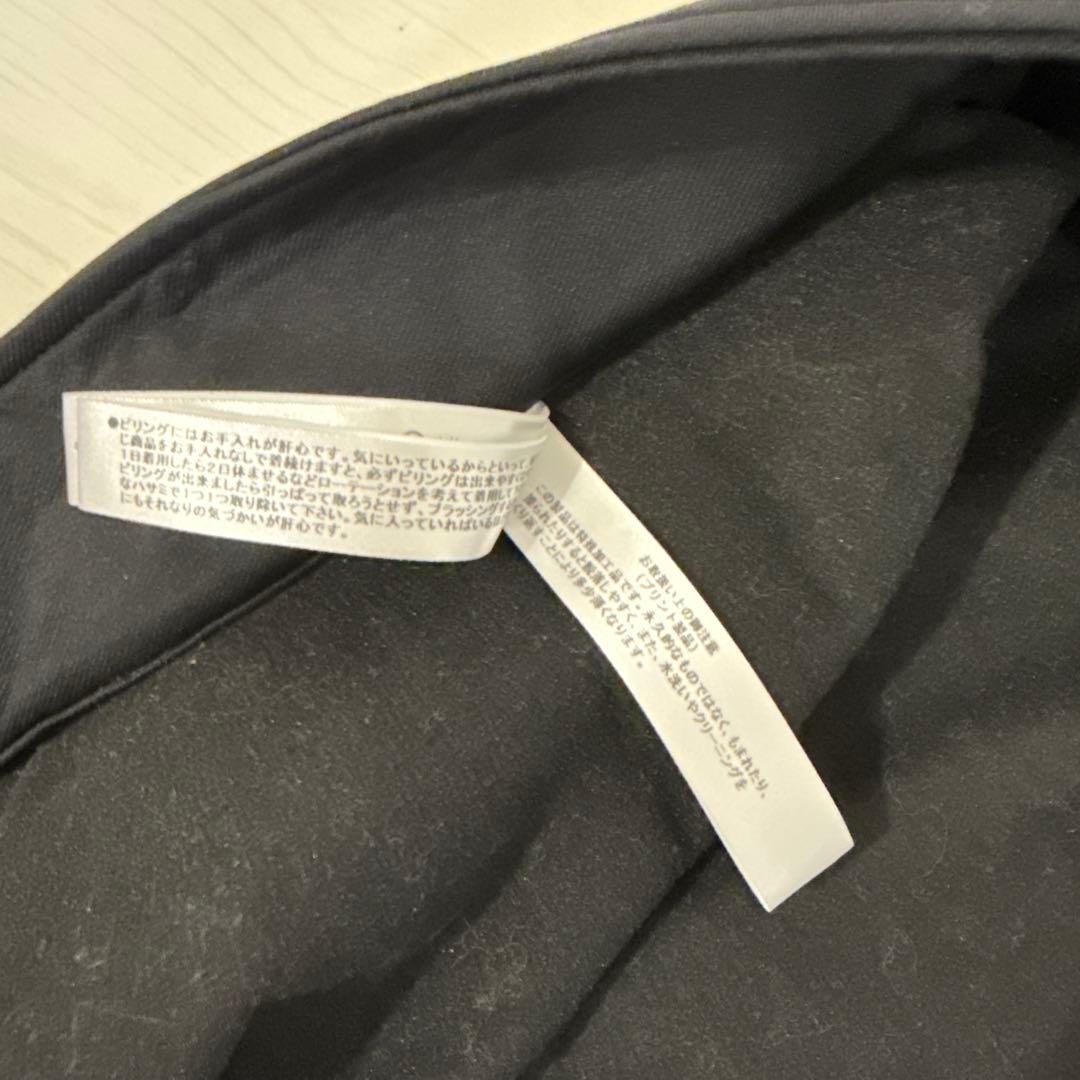 ●ピリングにはお手入れが肝心です。気にいっているからといって、
じ商品をお手入れなしで着続けますと、必ずピリングは出来やすく
1日着用したら2日休ませるなどローテーションを考えて着用して
ピリングが出来ましたら引っぱって取ろうとせず、ブラッシング
なハサミで1つ1つ取り除いて下さい。気に入っていればいる
にもそれなりの気づかいが肝心です。
お取扱い上の御注意
(プリント製品)
この製品は特殊加工品です。永久的なものではなく、もまれたり、
られたりすると脱落しやすく、また、水洗いやクリーニングを
り返すことにより多少薄くなります。